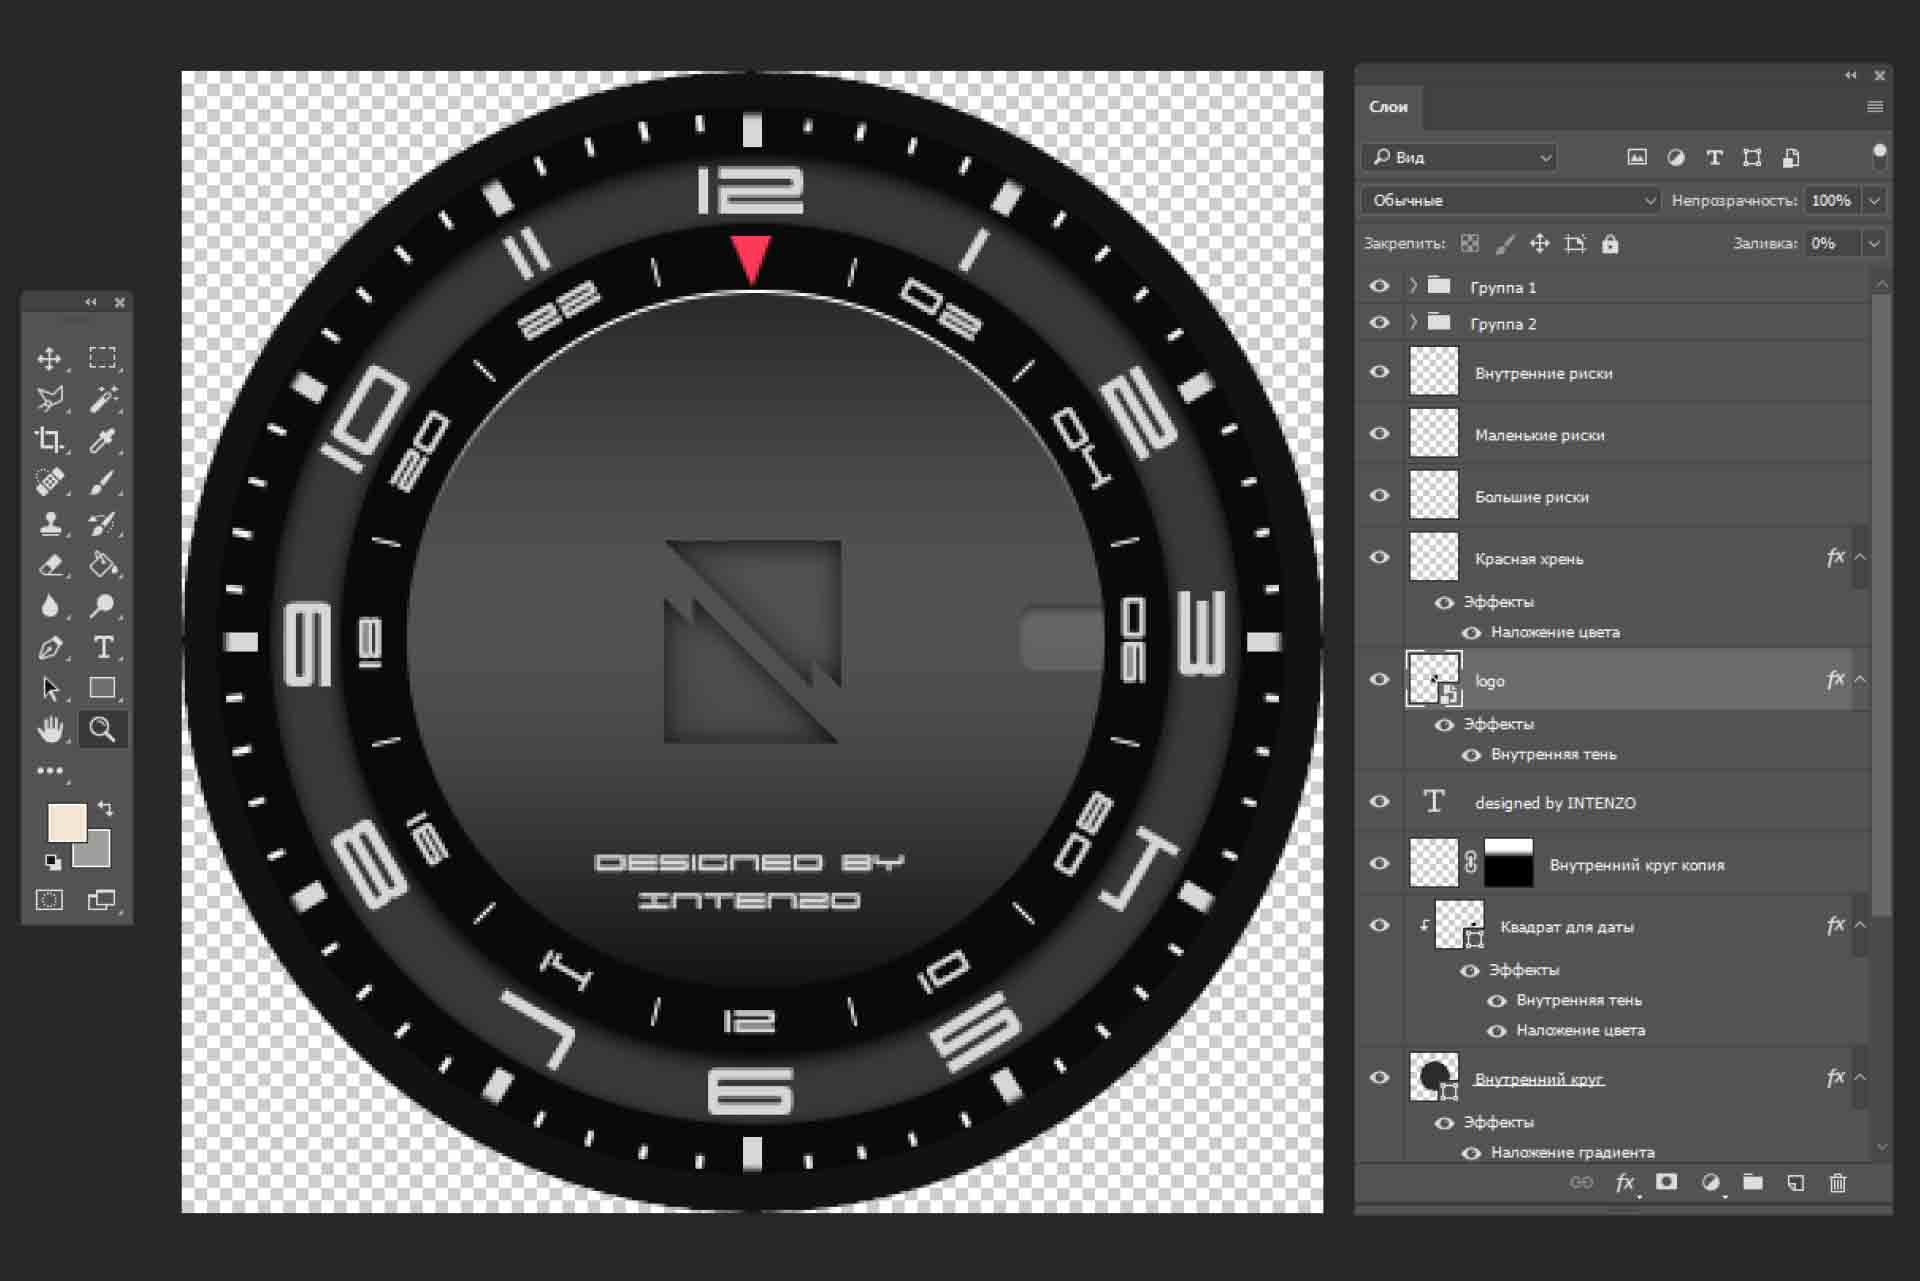 12
1
2
3
4
5
6
7
8
9
10
11
02
04
06
08
10
12
14
16
18
20
22
DESIGNED BY
INTENZO
Слои
Вид
T
Обычные
Непрозрачность: 100%
Закрепить:
Заливка: 0%
Группа 1
Группа 2
Внутренние риски
Маленькие риски
Большие риски
Красная хрень fx
Эффекты
Наложение цвета
logo fx
Эффекты
Внутренняя тень
T designed by INTENZO
Внутренний круг копия
Квадрат для даты fx
Эффекты
Внутренняя тень
Наложение цвета
Внутренний круг fx
Эффекты
Наложение градиента
fx
T